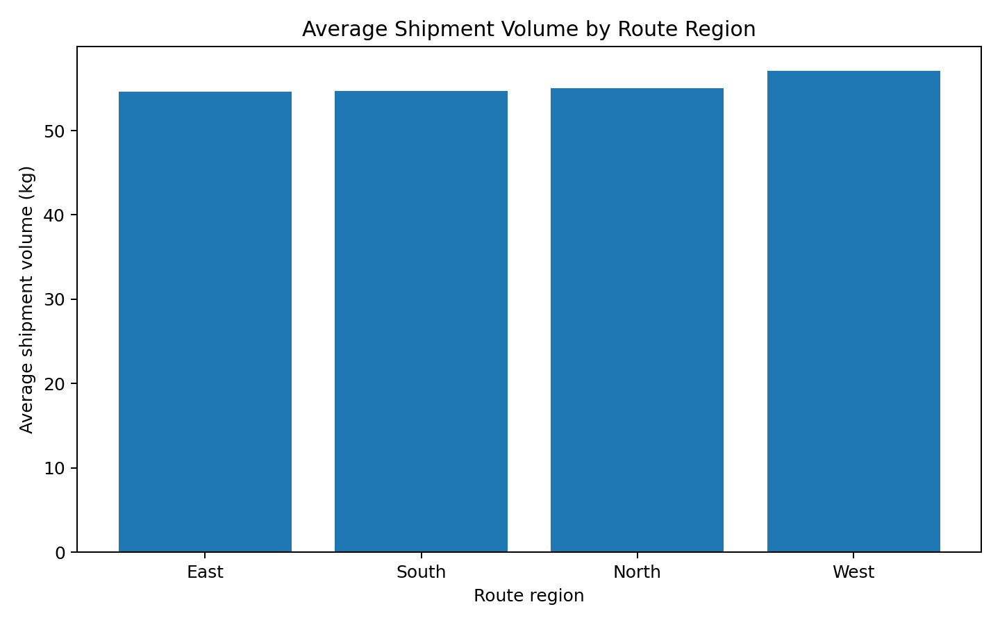 Average Shipment Volume by Route Region
Average shipment volume (kg)
50
40
30
20
10
0
East South North West
Route region